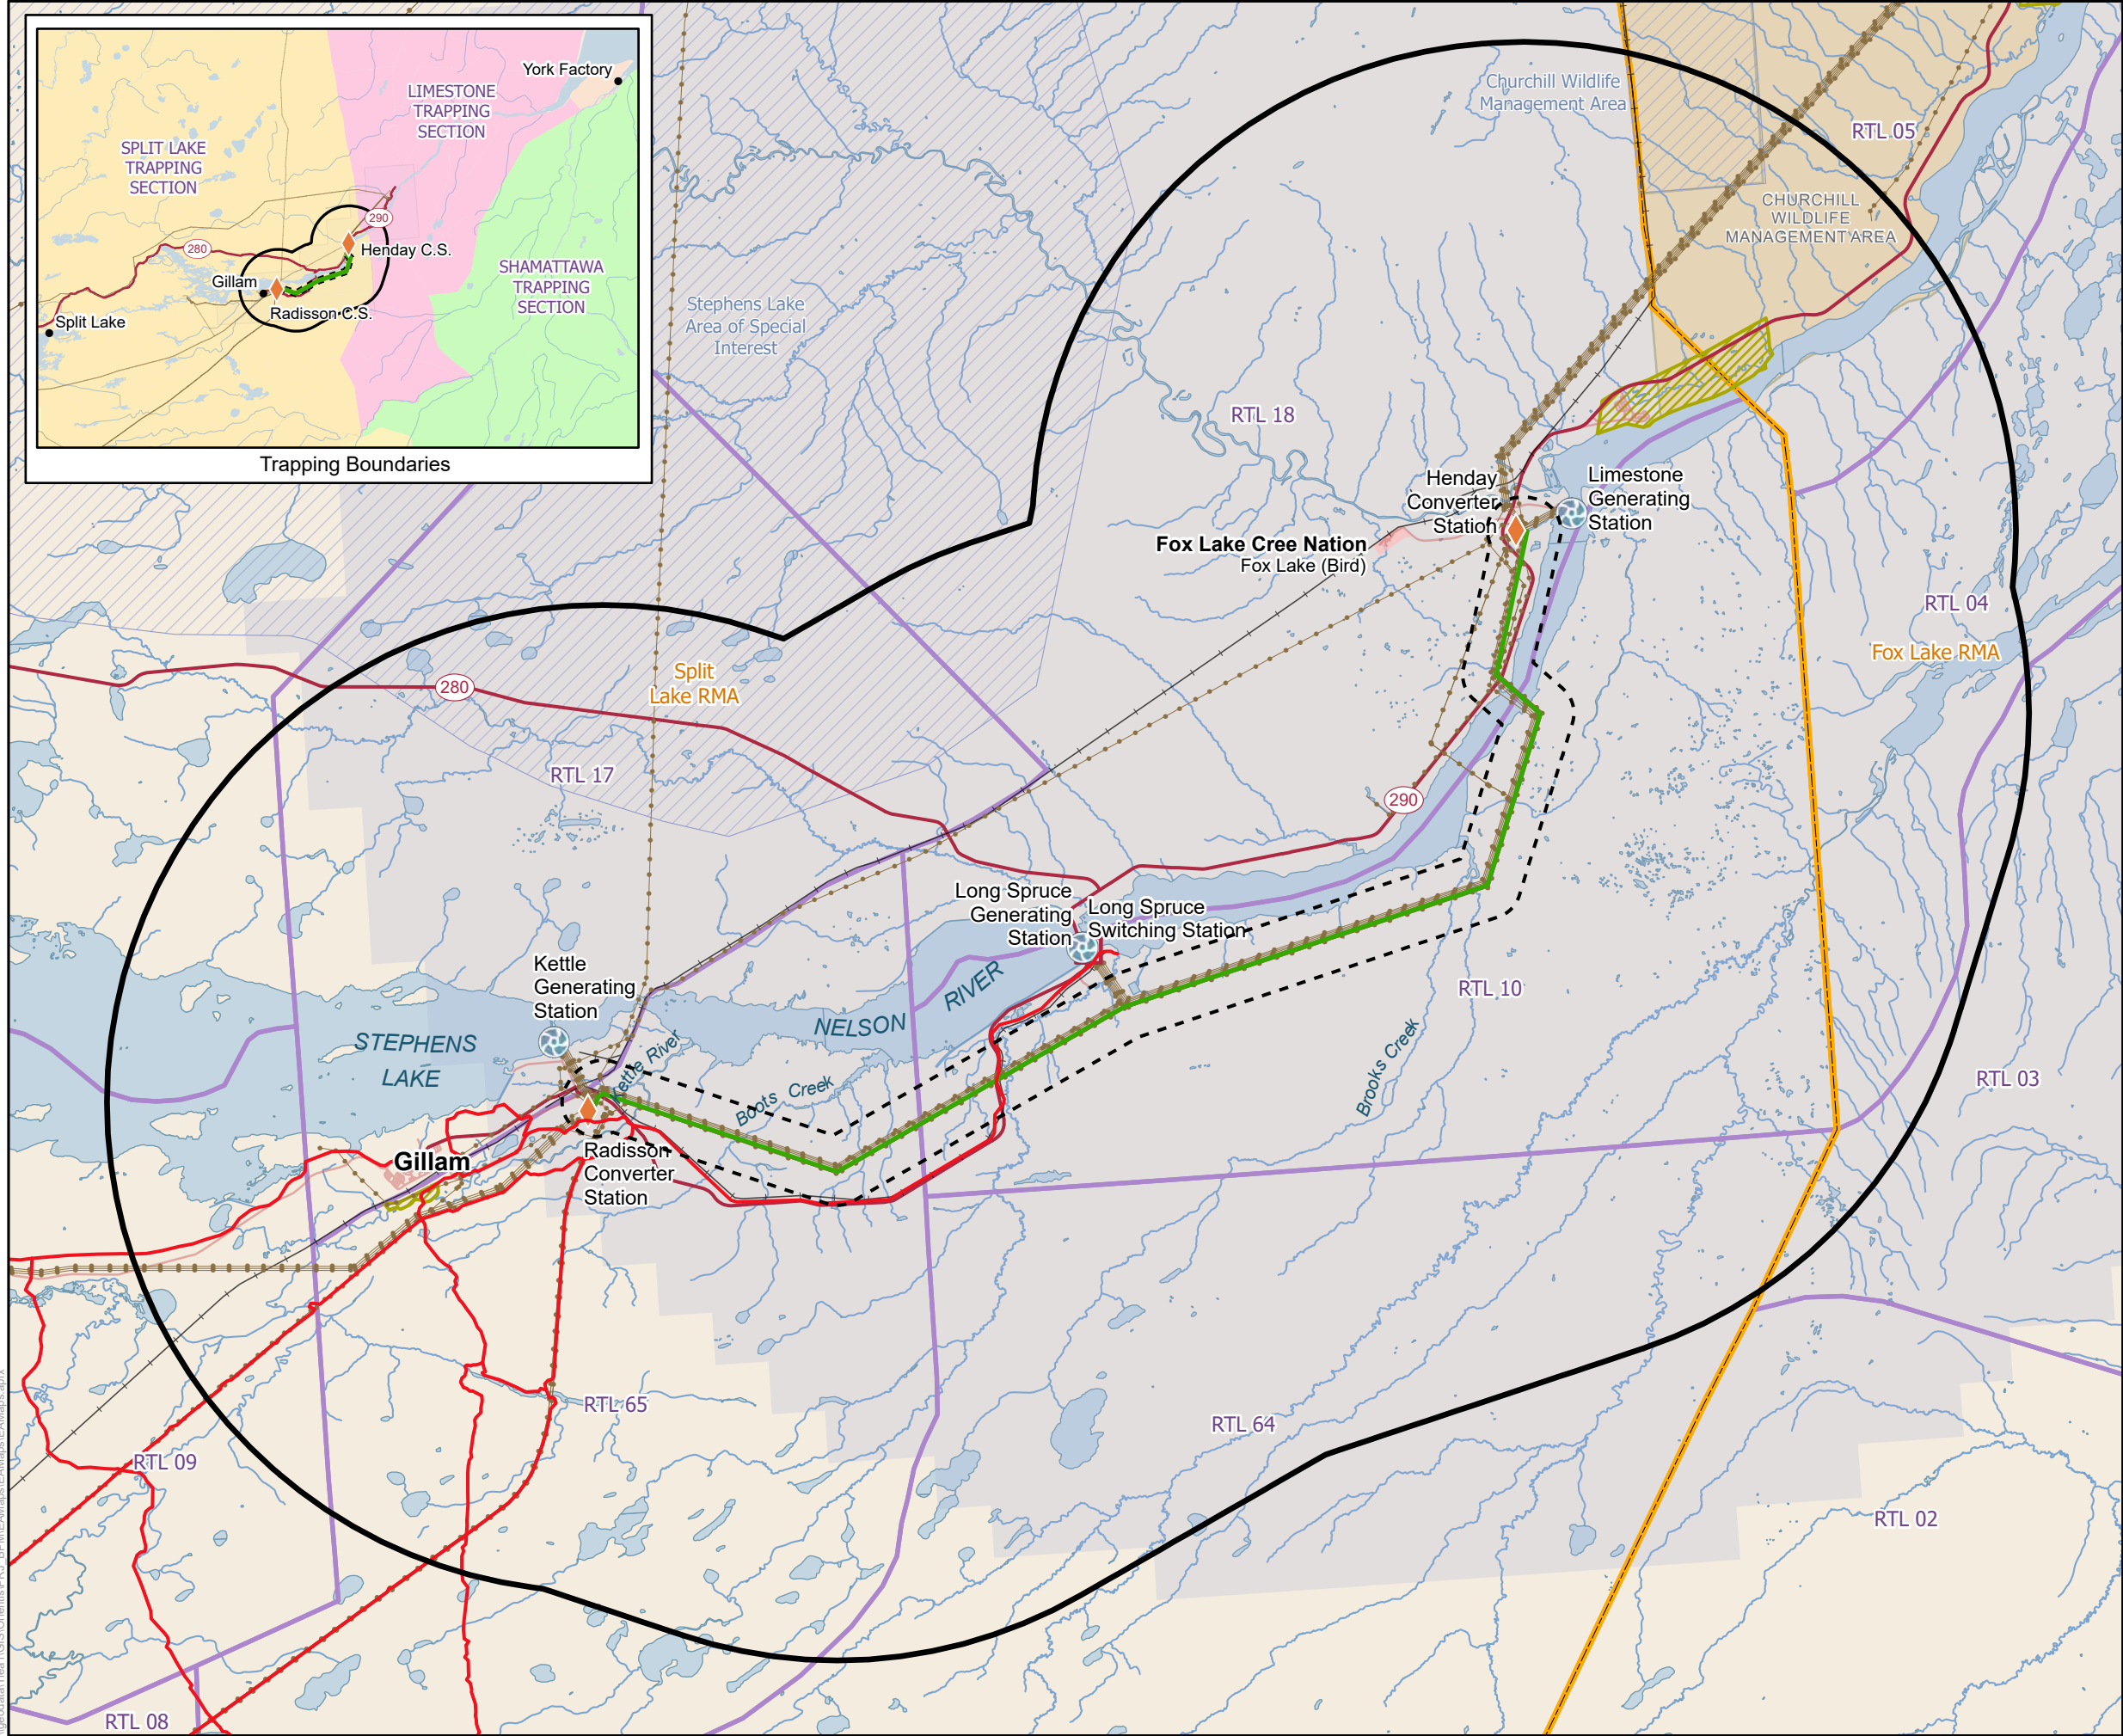 York Factory
LIMESTONE
TRAPPING
SECTION
SPLIT LAKE
TRAPPING
SECTION
290
280
Henday C.S.
SHAMATTAWA
TRAPPING
SECTION
Gillam
Radisson C.S.
Split Lake
Trapping Boundaries
Churchill Wildlife
Management Area
RTL 05
CHURCHILL
WILDLIFE
MANAGEMENT AREA
Stephens Lake
Area of Special
Interest
RTL 18
Henday
Converter
Station
Limestone
Generating
Station
Fox Lake Cree Nation
Fox Lake (Bird)
RTL 04
Fox Lake RMA
280
Split
Lake RMA
RTL 17
290
Long Spruce
Generating
Station
Long Spruce
Switching Station
Kettle
Generating
Station
NELSON
RIVER
RTL 10
STEPHENS
LAKE
Kettle River
Boots Creek
Brooks Creek
RTL 03
Gillam
Radisson
Converter
Station
RTL 65
RTL 64
RTL 09
RTL 02
RTL 08